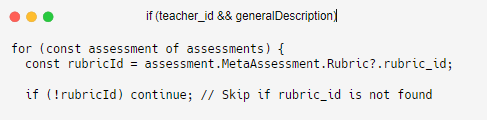 if (teacher_id && generalDescription)
for (const assessment of assessments) {
const rubricId = assessment.MetaAssessment.Rubric?.rubric_id;
if (!rubricId) continue; // Skip if rubric_id is not found